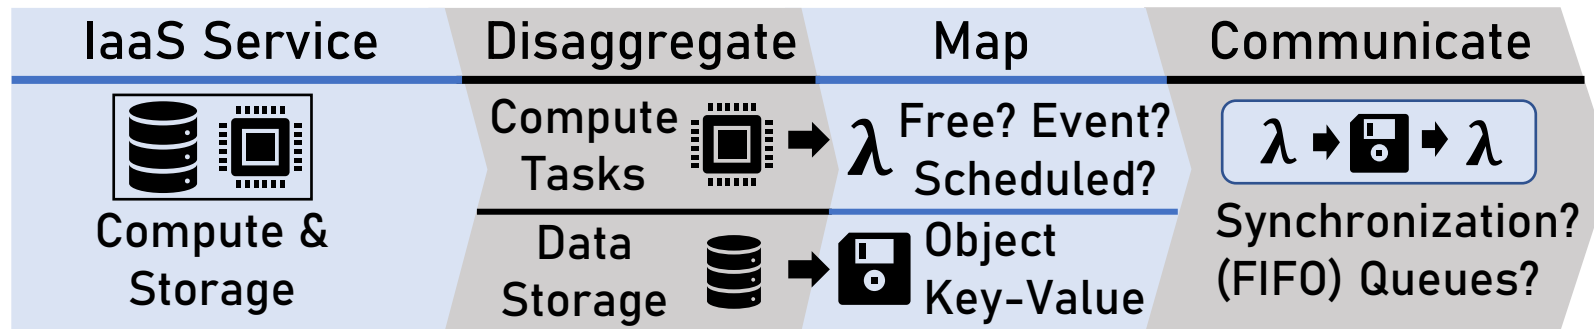 IaaS Service
Disaggregate
Map
Communicate
Compute &
Storage
Compute
Tasks
λ
Free? Event?
Scheduled?
Data
Storage
Object
Key-Value
λ λ
Synchronization?
(FIFO) Queues?